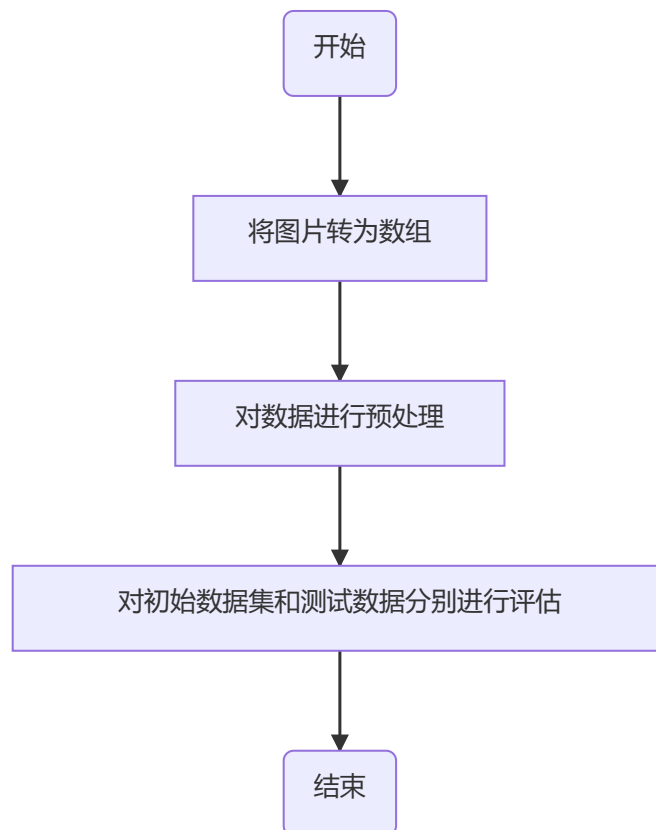 开始
将图片转为数组
对数据进行预处理
对初始数据集和测试数据分别进行评估
结束